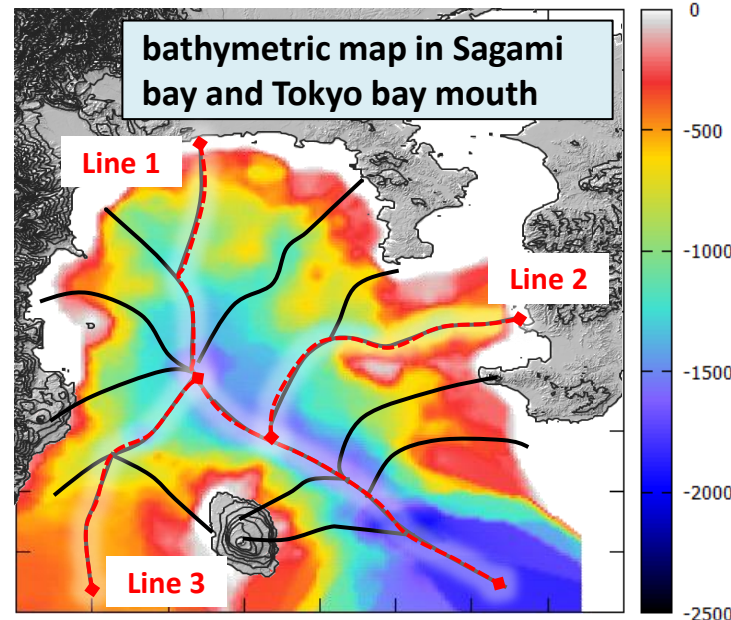 bathymetric map in Sagami
bay and Tokyo bay mouth
Line 1
Line 2
Line 3
0
-500
-1000
-1500
-2000
-2500